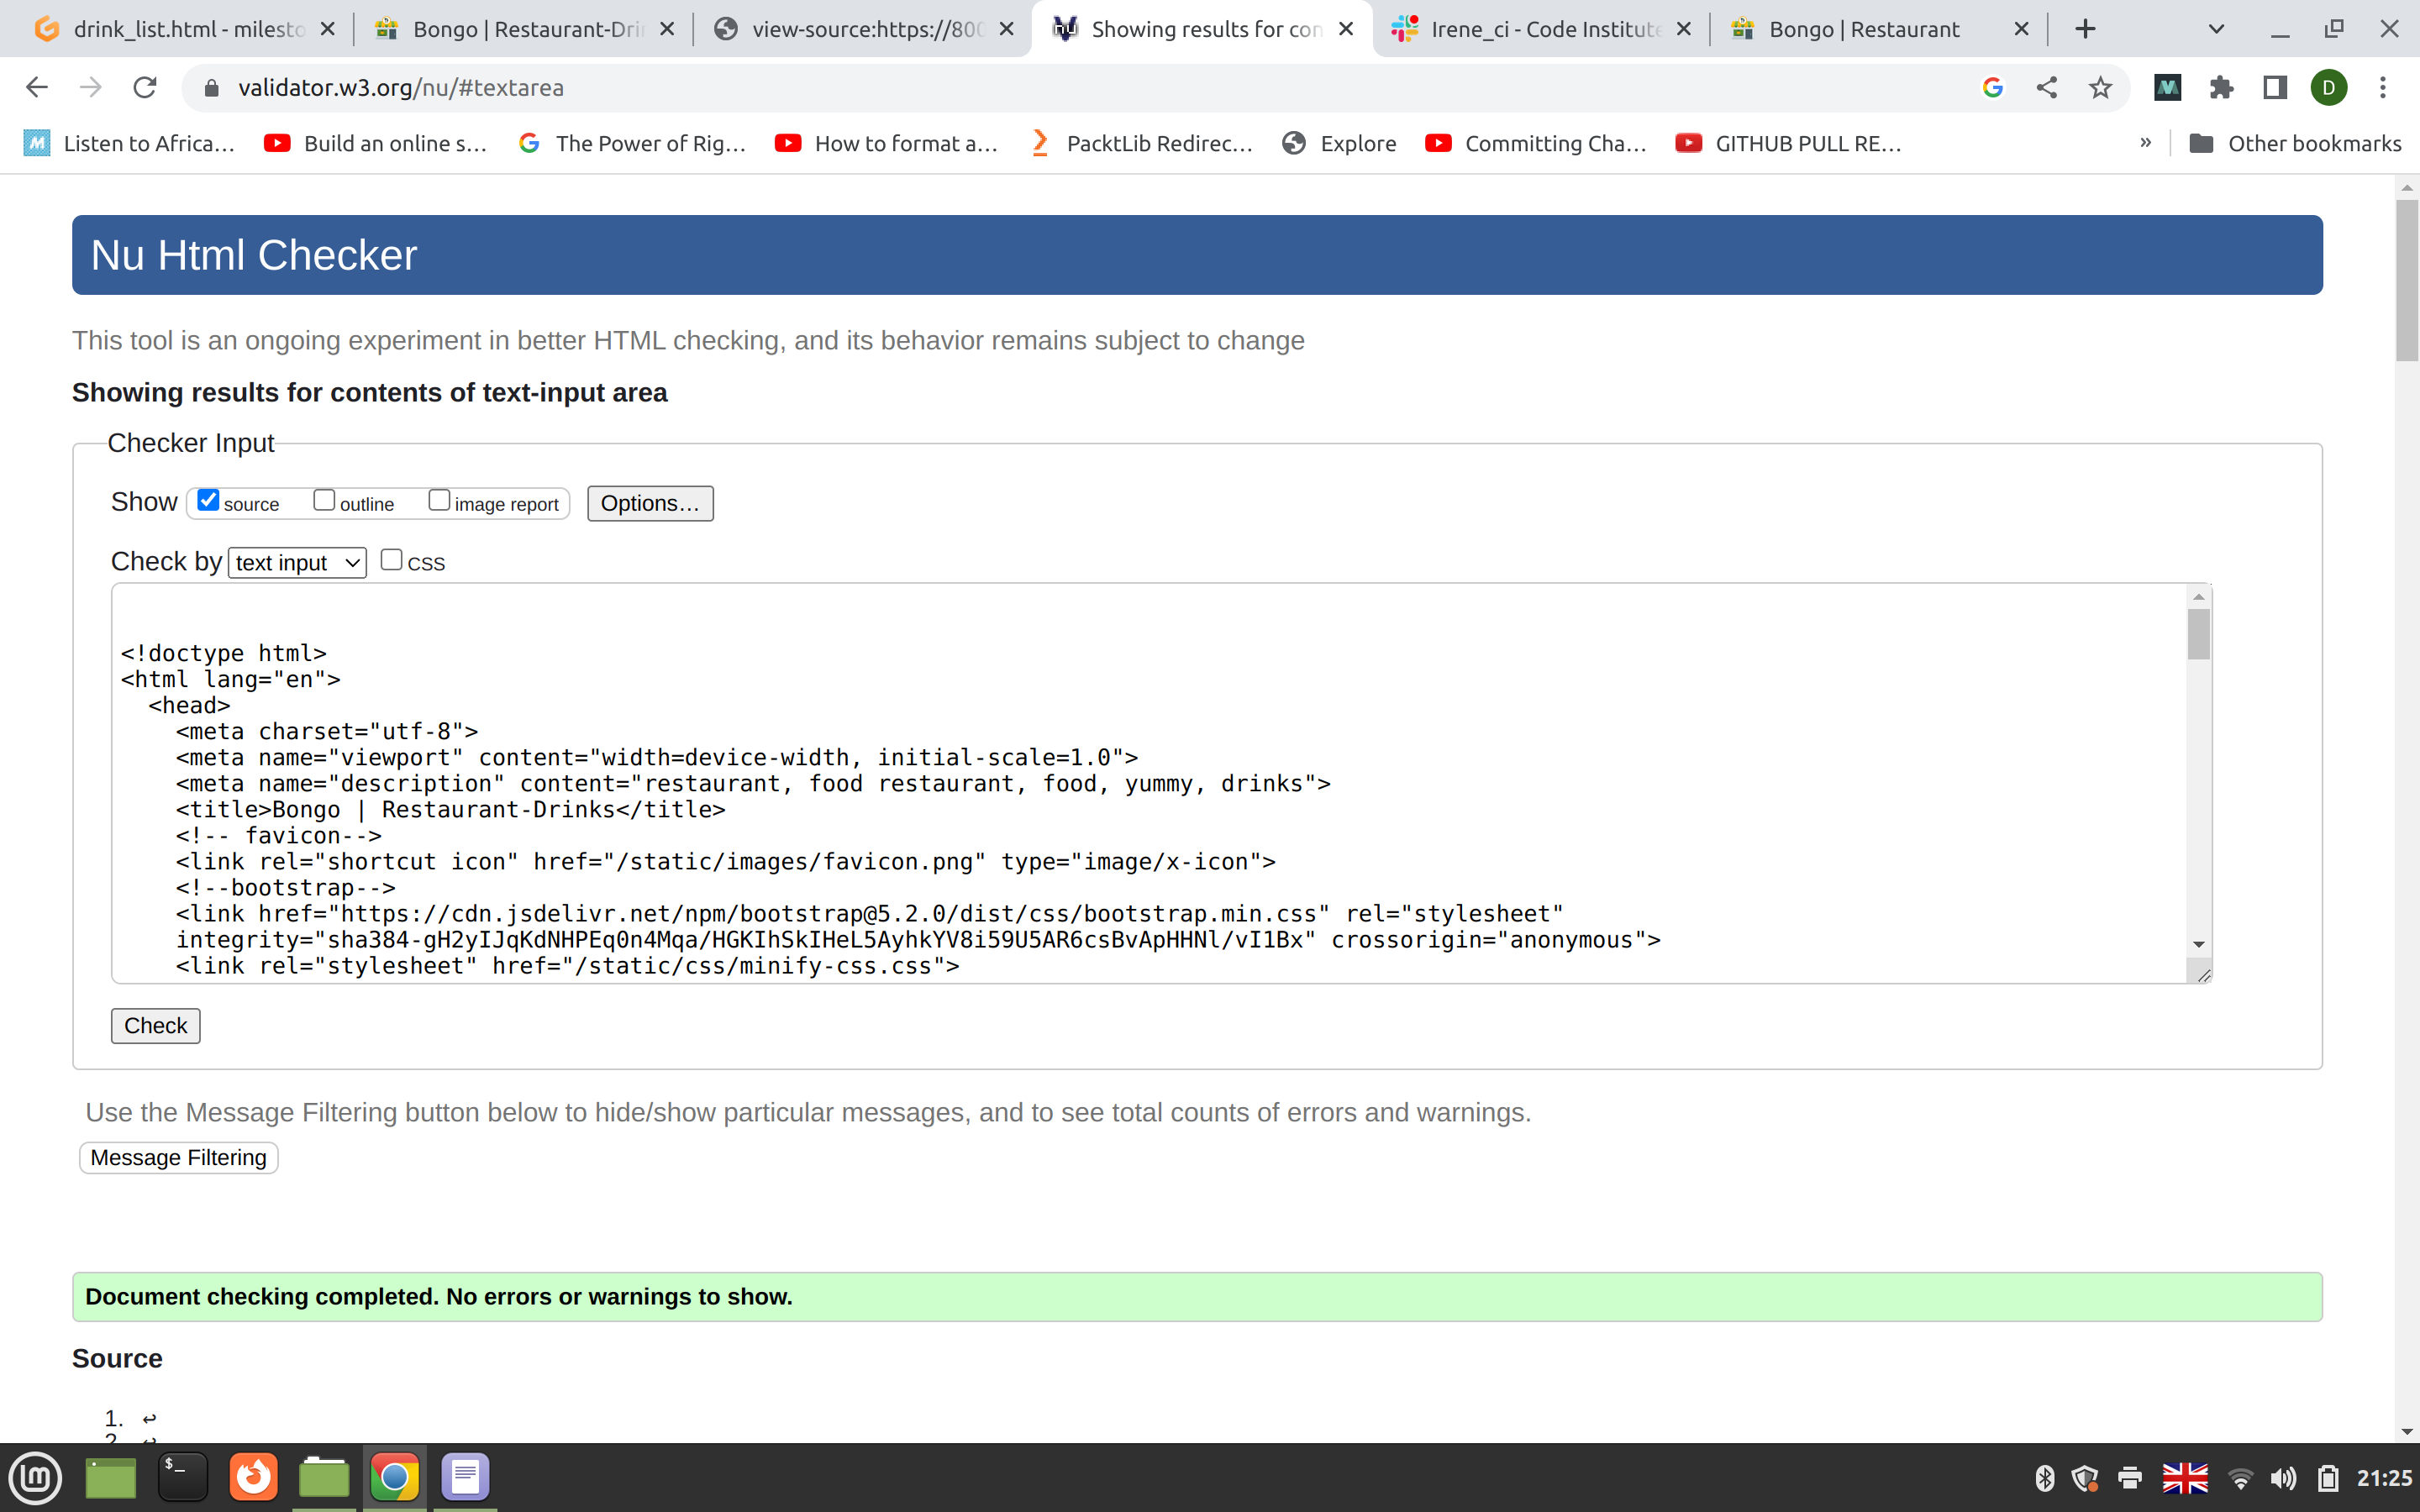 drink_list.html - milesto
Bongo | Restaurant-Dri
view-source:https://800
Showing results for con
Irene_ci - Code Institute
Bongo | Restaurant
validator.w3.org/nu/#textarea
D
Listen to Africa...
Build an online s...
The Power of Rig...
How to format a...
PacktLib Redirec...
Explore
Committing Cha...
GITHUB PULL RE...
»
Other bookmarks
Nu Html Checker
This tool is an ongoing experiment in better HTML checking, and its behavior remains subject to change
Showing results for contents of text-input area
Checker Input
Show source outline image report Options...
Check by text input CSS
<!doctype html>
<html lang="en">
<head>
<meta charset="utf-8">
<meta name="viewport" content="width=device-width, initial-scale=1.0">
<meta name="description" content="restaurant, food restaurant, food, yummy, drinks">
<title>Bongo | Restaurant-Drinks</title>
<!-- favicon-->
<link rel="shortcut icon" href="/static/images/favicon.png" type="image/x-icon">
<!--bootstrap-->
<link href="https://cdn.jsdelivr.net/npm/bootstrap@5.2.0/dist/css/bootstrap.min.css" rel="stylesheet"
integrity="sha384-gH2yIJqKdNHPEq0n4Mqa/HGKIhSkIHeL5AyhkYV8i59U5AR6csBvApHHNl/vI1Bx" crossorigin="anonymous">
<link rel="stylesheet" href="/static/css/minify-css.css">
Check
Use the Message Filtering button below to hide/show particular messages, and to see total counts of errors and warnings.
Message Filtering
Document checking completed. No errors or warnings to show.
Source
1. ↩
2. ↩
$_
21:25